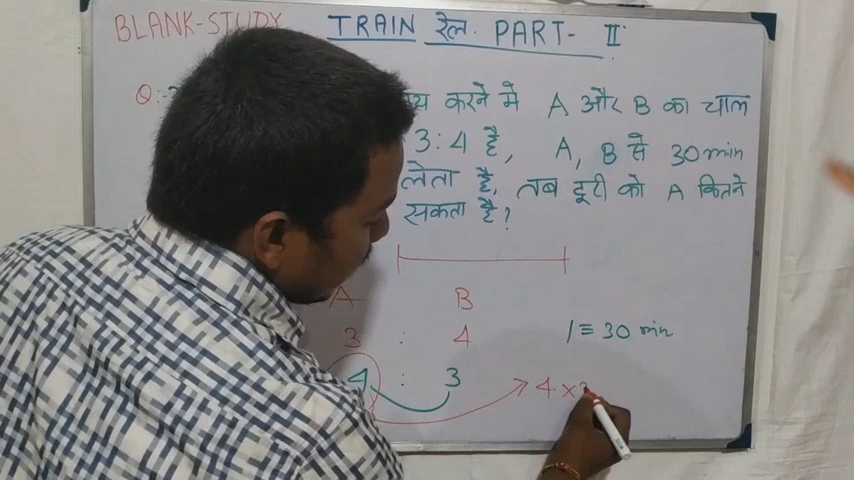 BLANK-STUDY TRAIN रेल PART- II
Q:- करने मे A और B का चाल
3:4 है, A, B से 30 min
लेता है, तब दूरी को A कितने
सकता है?
A B
3 : 4 1 ≡ 30 min
4 : 3 4 ×